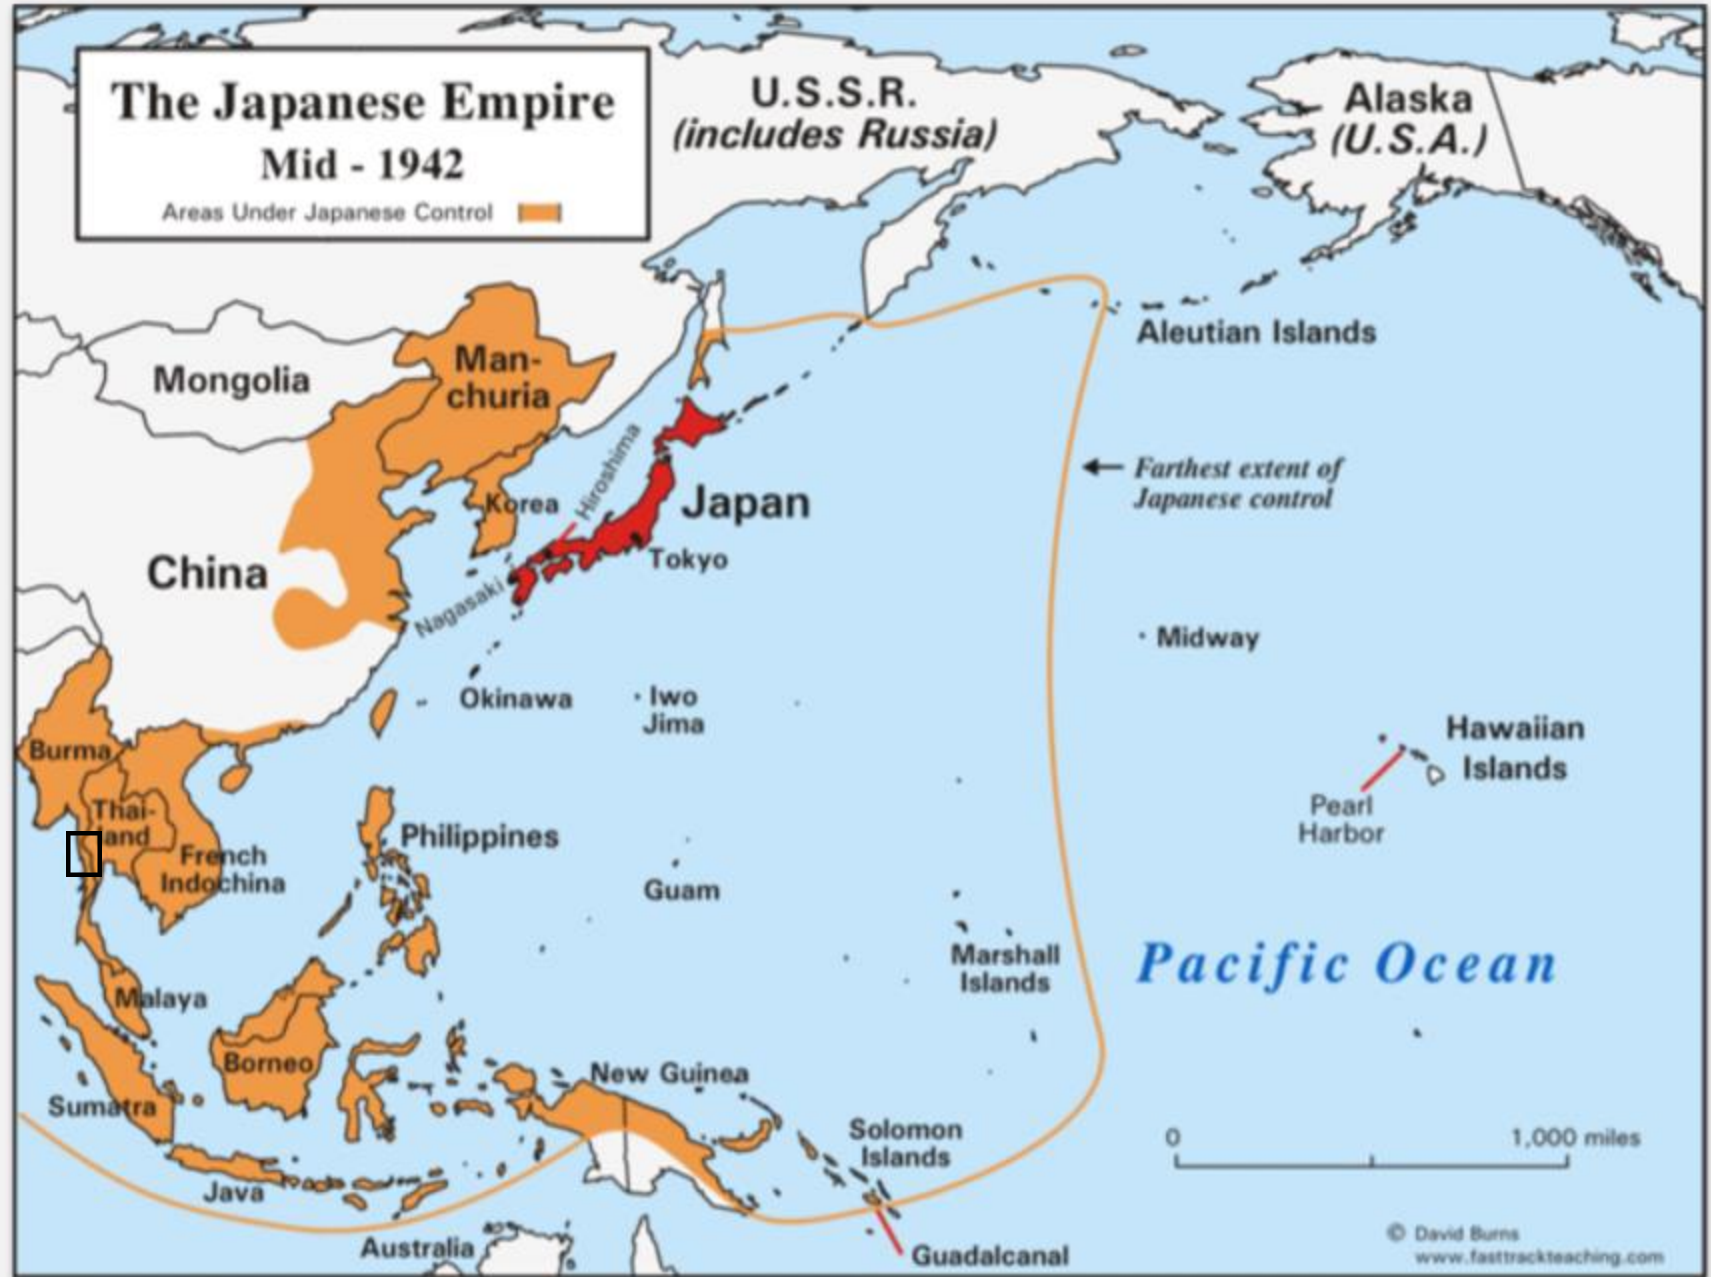 The Japanese Empire
Mid - 1942
Areas Under Japanese Control
U.S.S.R.
(includes Russia)
Alaska
(U.S.A.)
Aleutian Islands
Mongolia
Man-
churia
Hiroshima
Korea
Japan
Tokyo
Farthest extent of
Japanese control
China
Nagasaki
Midway
Okinawa
Iwo
Jima
Hawaiian
Islands
Pearl
Harbor
Burma
Thai-
land
French
Indochina
Philippines
Guam
Marshall
Islands
Pacific Ocean
Malaya
Borneo
New Guinea
Sumatra
Solomon
Islands
0 1,000 miles
Java
Australia
Guadalcanal
© David Burns
www.fasttrackteaching.com